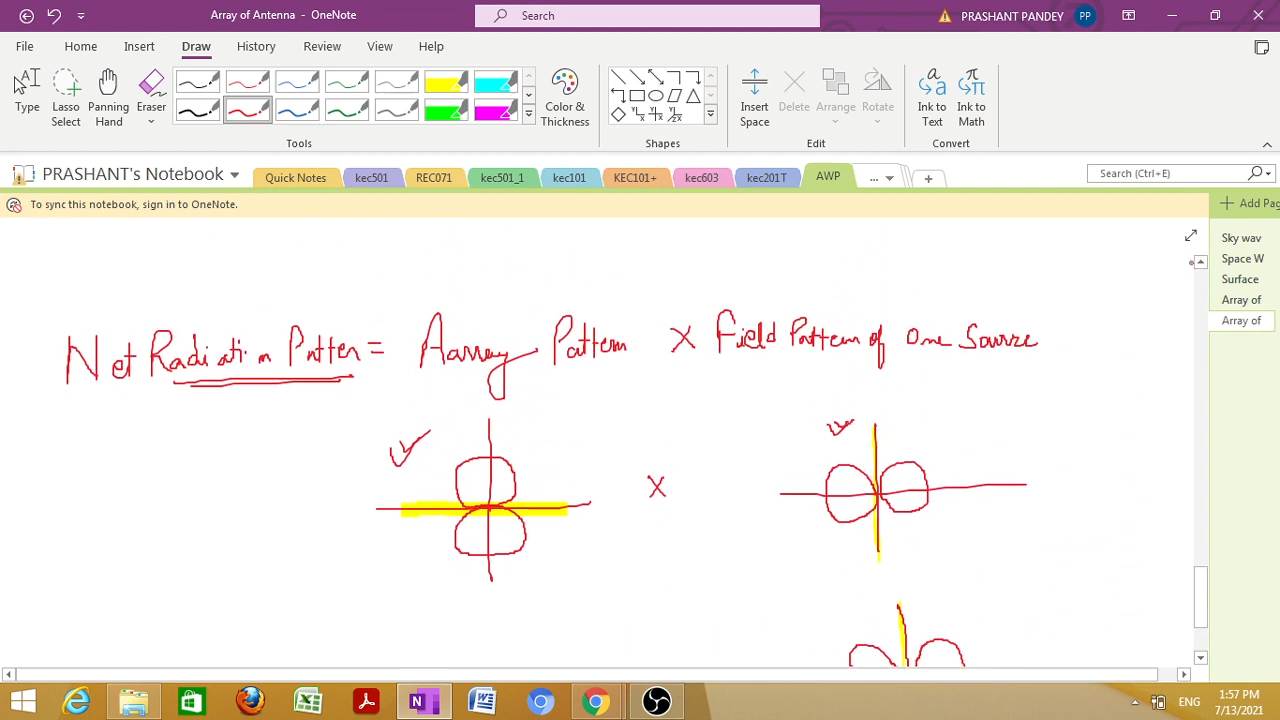 Array of Antenna - OneNote
Search
PRASHANT PANDEY PP
File Home Insert Draw History Review View Help
Type Lasso Select Panning Hand Eraser
Color & Thickness
Insert Space Delete Arrange Rotate
Ink to Text Ink to Math
Tools Shapes Edit Convert
PRASHANT's Notebook Quick Notes kec501 REC071 kec501_1 kec101 KEC101+ kec603 kec201T AWP ... +
Search (Ctrl+E)
To sync this notebook, sign in to OneNote.
Add Pag
Sky wav
Space W
Surface
Array of
Array of
Net Radiation Patten = Aarray Pattern X Field Pattern of One Source
X
ENG
1:57 PM
7/13/2021